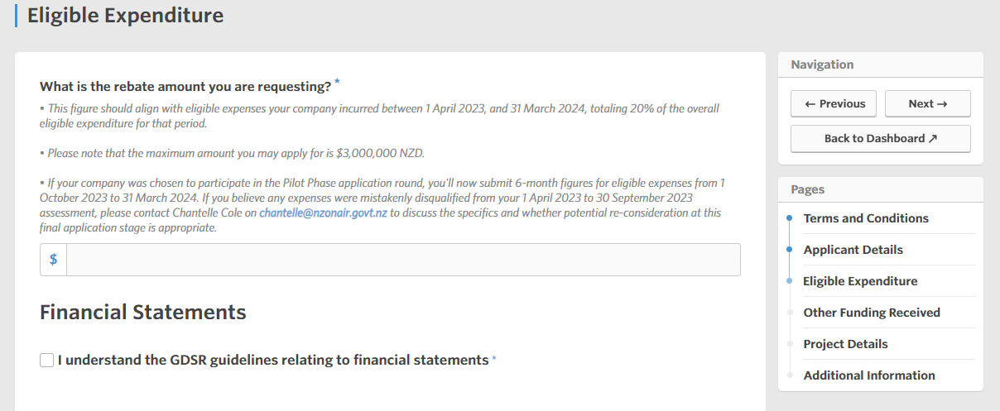 Eligible Expenditure
What is the rebate amount you are requesting? *
• This figure should align with eligible expenses your company incurred between 1 April 2023, and 31 March 2024, totaling 20% of the overall
eligible expenditure for that period.
• Please note that the maximum amount you may apply for is $3,000,000 NZD.
• If your company was chosen to participate in the Pilot Phase application round, you'll now submit 6-month figures for eligible expenses from 1
October 2023 to 31 March 2024. If you believe any expenses were mistakenly disqualified from your 1 April 2023 to 30 September 2023
assessment, please contact Chantelle Cole on chantelle@nzonair.govt.nz to discuss the specifics and whether potential re-consideration at this
final application stage is appropriate.
$
Financial Statements
I understand the GDSR guidelines relating to financial statements *
Navigation
← Previous
Next →
Back to Dashboard ↗
Pages
Terms and Conditions
Applicant Details
Eligible Expenditure
Other Funding Received
Project Details
Additional Information